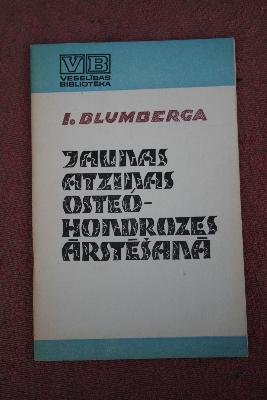 VB
VESELĪBAS
BIBLIOTĒKA
I. BLUMBERGA
JAUNAS
ATZIŅAS
OSTEO-
HONDROZES
ĀRSTĒŠANĀ